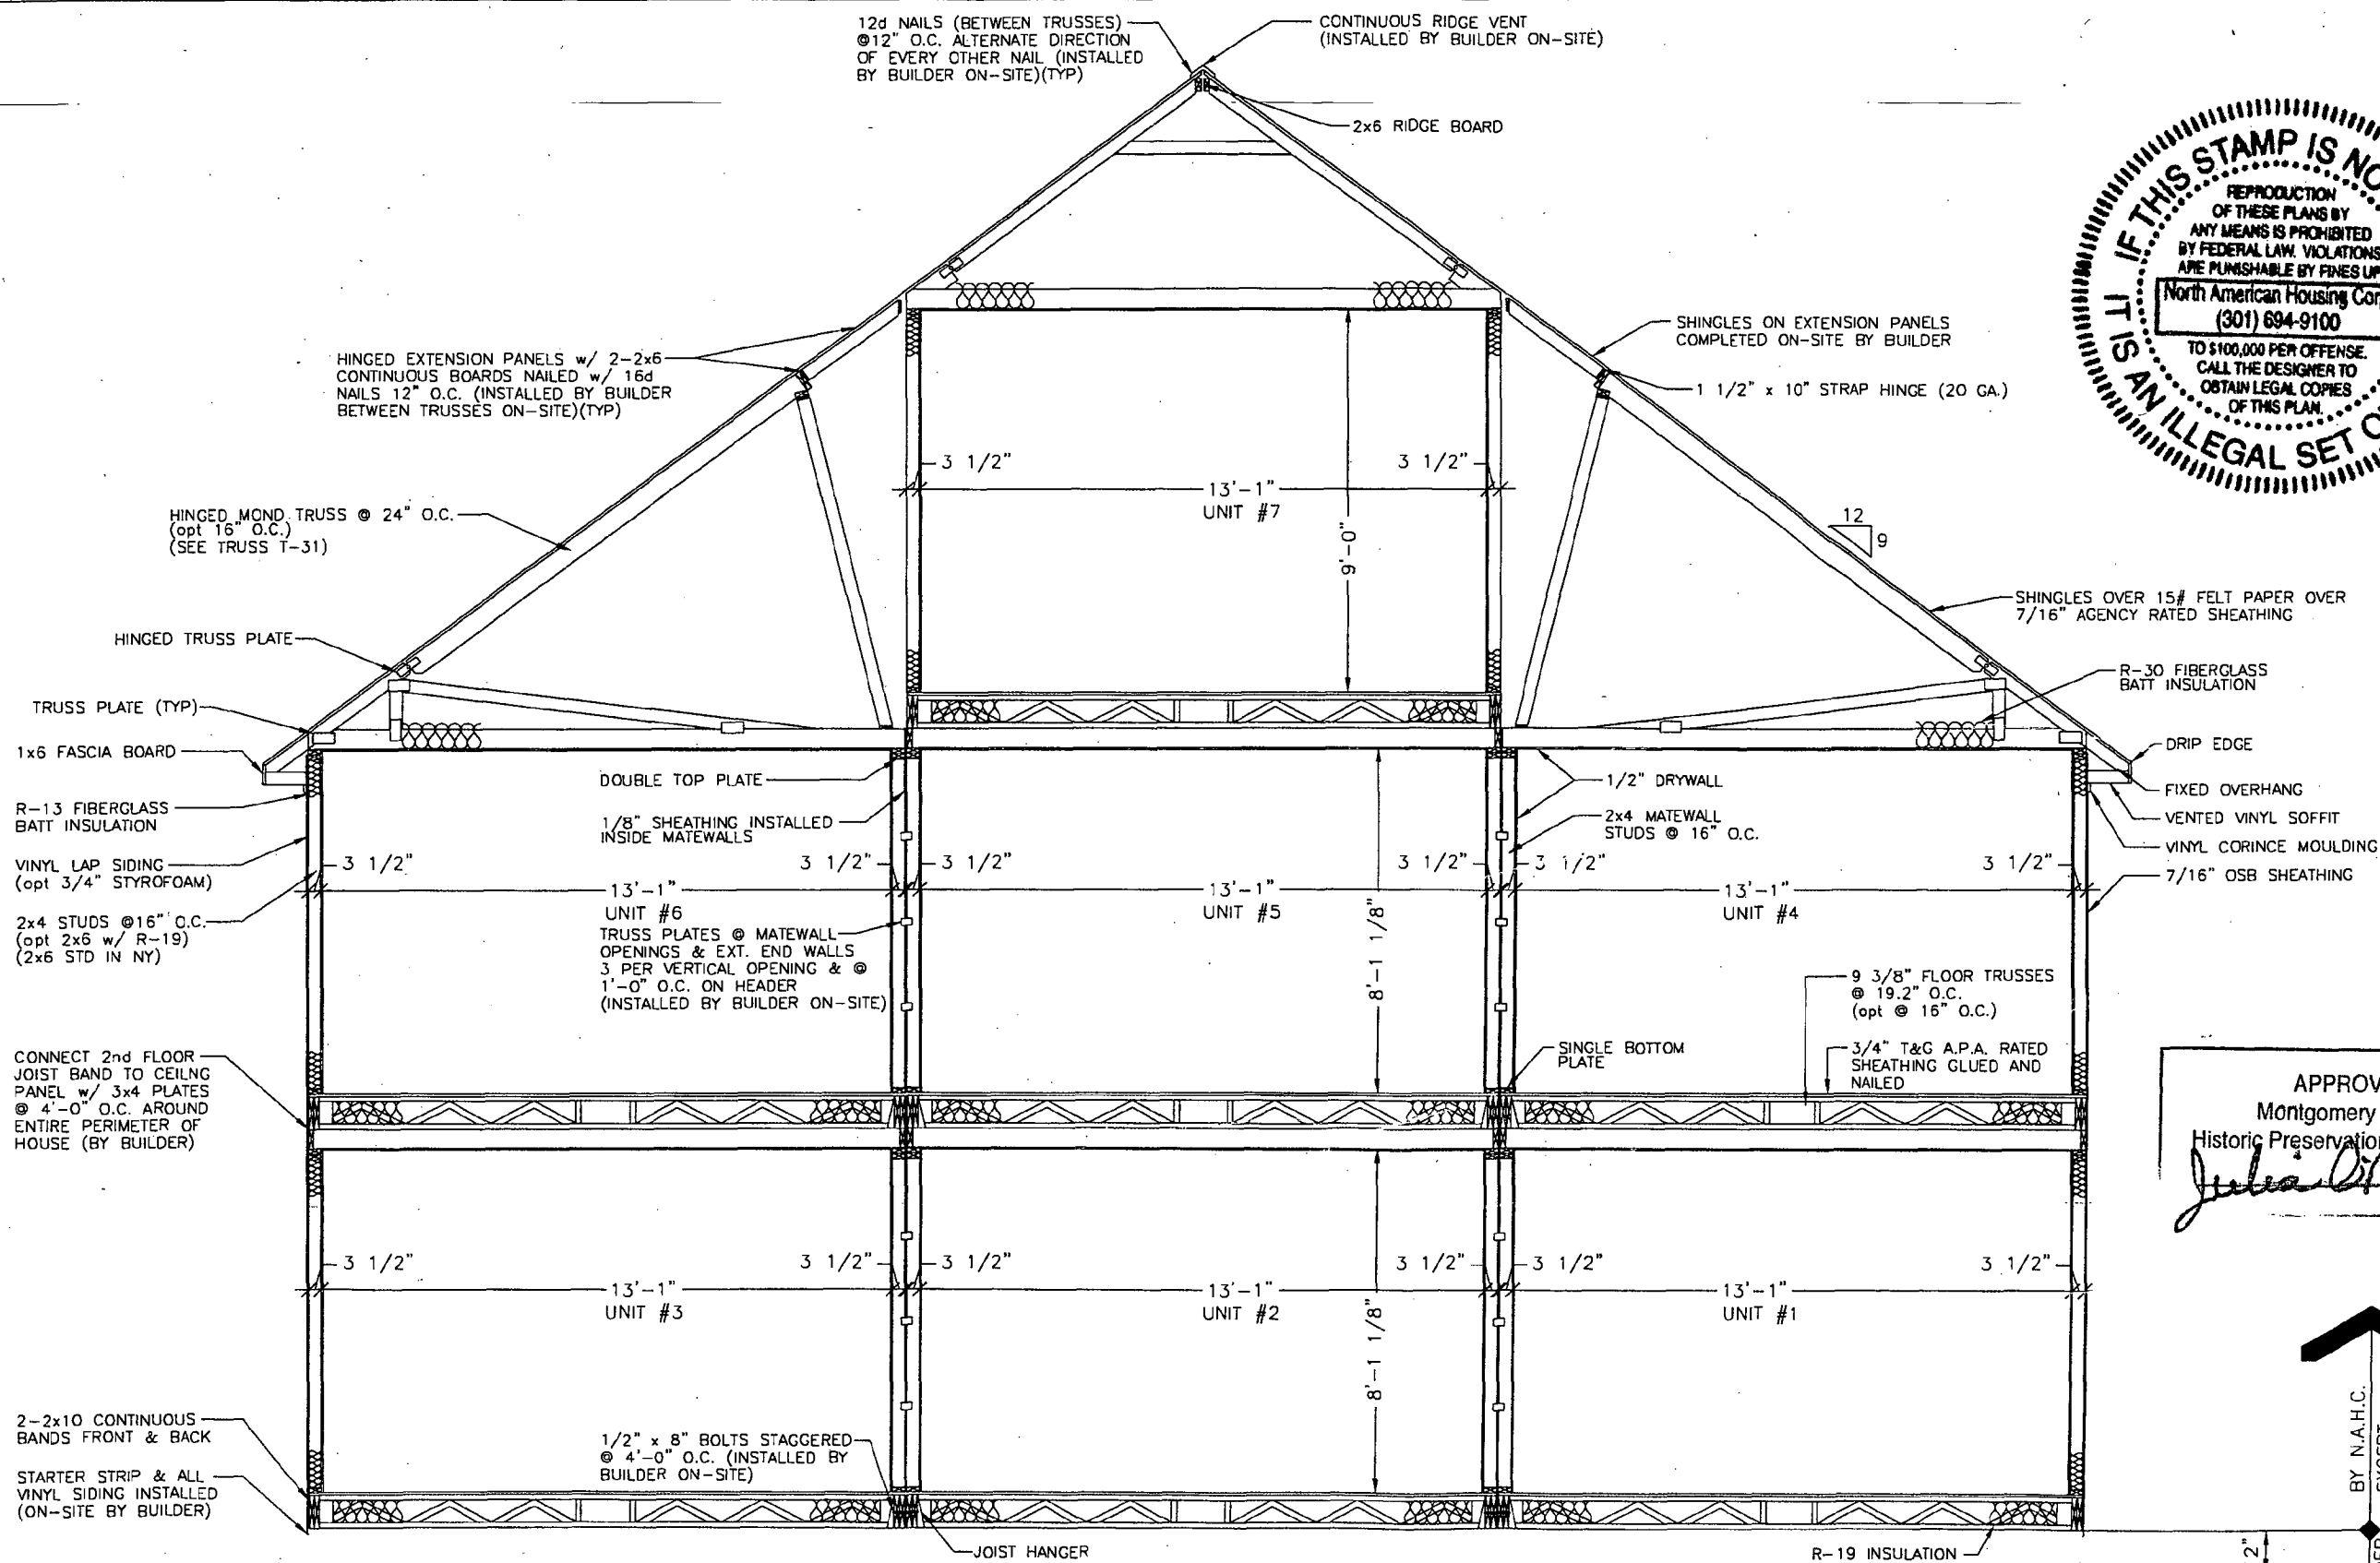 12d NAILS (BETWEEN TRUSSES)
@12" O.C. ALTERNATE DIRECTION
OF EVERY OTHER NAIL (INSTALLED
BY BUILDER ON-SITE)(TYP)
CONTINUOUS RIDGE VENT
(INSTALLED BY BUILDER ON-SITE)
2x6 RIDGE BOARD
IF THIS STAMP IS NO
IT IS AN ILLEGAL SET O
REPRODUCTION
OF THESE PLANS BY
ANY MEANS IS PROHIBITED
BY FEDERAL LAW. VIOLATIONS
ARE PUNISHABLE BY FINES UP
North American Housing Cor
(301) 694-9100
TO $100,000 PER OFFENSE.
CALL THE DESIGNER TO
OBTAIN LEGAL COPIES
OF THIS PLAN.
HINGED EXTENSION PANELS w/ 2-2x6
CONTINUOUS BOARDS NAILED w/ 16d
NAILS 12" O.C. (INSTALLED BY BUILDER
BETWEEN TRUSSES ON-SITE)(TYP)
SHINGLES ON EXTENSION PANELS
COMPLETED ON-SITE BY BUILDER
1 1/2" x 10" STRAP HINGE (20 GA.)
3 1/2"
3 1/2"
13'-1"
UNIT #7
9'-0"
HINGED MONO TRUSS @ 24" O.C.
(opt 16" O.C.)
(SEE TRUSS T-31)
12
9
SHINGLES OVER 15# FELT PAPER OVER
7/16" AGENCY RATED SHEATHING
HINGED TRUSS PLATE
R-30 FIBERGLASS
BATT INSULATION
TRUSS PLATE (TYP)
1x6 FASCIA BOARD
DRIP EDGE
FIXED OVERHANG
VENTED VINYL SOFFIT
VINYL CORINCE MOULDING
7/16" OSB SHEATHING
R-13 FIBERGLASS
BATT INSULATION
VINYL LAP SIDING
(opt 3/4" STYROFOAM)
2x4 STUDS @16" O.C.
(opt 2x6 w/ R-19)
(2x6 STD IN NY)
DOUBLE TOP PLATE
1/8" SHEATHING INSTALLED
INSIDE MATEWALLS
1/2" DRYWALL
2x4 MATEWALL
STUDS @ 16" O.C.
3 1/2"
3 1/2"
3 1/2"
3 1/2"
3 1/2"
3 1/2"
13'-1"
UNIT #6
13'-1"
UNIT #5
13'-1"
UNIT #4
8'-1 1/8"
TRUSS PLATES @ MATEWALL
OPENINGS & EXT. END WALLS
3 PER VERTICAL OPENING & @
1'-0" O.C. ON HEADER
(INSTALLED BY BUILDER ON-SITE)
9 3/8" FLOOR TRUSSES
@ 19.2" O.C.
(opt @ 16" O.C.)
SINGLE BOTTOM
PLATE
3/4" T&G A.P.A. RATED
SHEATHING GLUED AND
NAILED
CONNECT 2nd FLOOR
JOIST BAND TO CEILNG
PANEL w/ 3x4 PLATES
@ 4'-0" O.C. AROUND
ENTIRE PERIMETER OF
HOUSE (BY BUILDER)
APPROV
Montgomery
Historic Preservation
Julia
3 1/2"
3 1/2"
3 1/2"
3 1/2"
3 1/2"
3 1/2"
13'-1"
UNIT #3
13'-1"
UNIT #2
13'-1"
UNIT #1
8'-1 1/8"
2-2x10 CONTINUOUS
BANDS FRONT & BACK
STARTER STRIP & ALL
VINYL SIDING INSTALLED
(ON-SITE BY BUILDER)
1/2" x 8" BOLTS STAGGERED
@ 4'-0" O.C. (INSTALLED BY
BUILDER ON-SITE)
JOIST HANGER
R-19 INSULATION
BY N.A.H.C.
2"